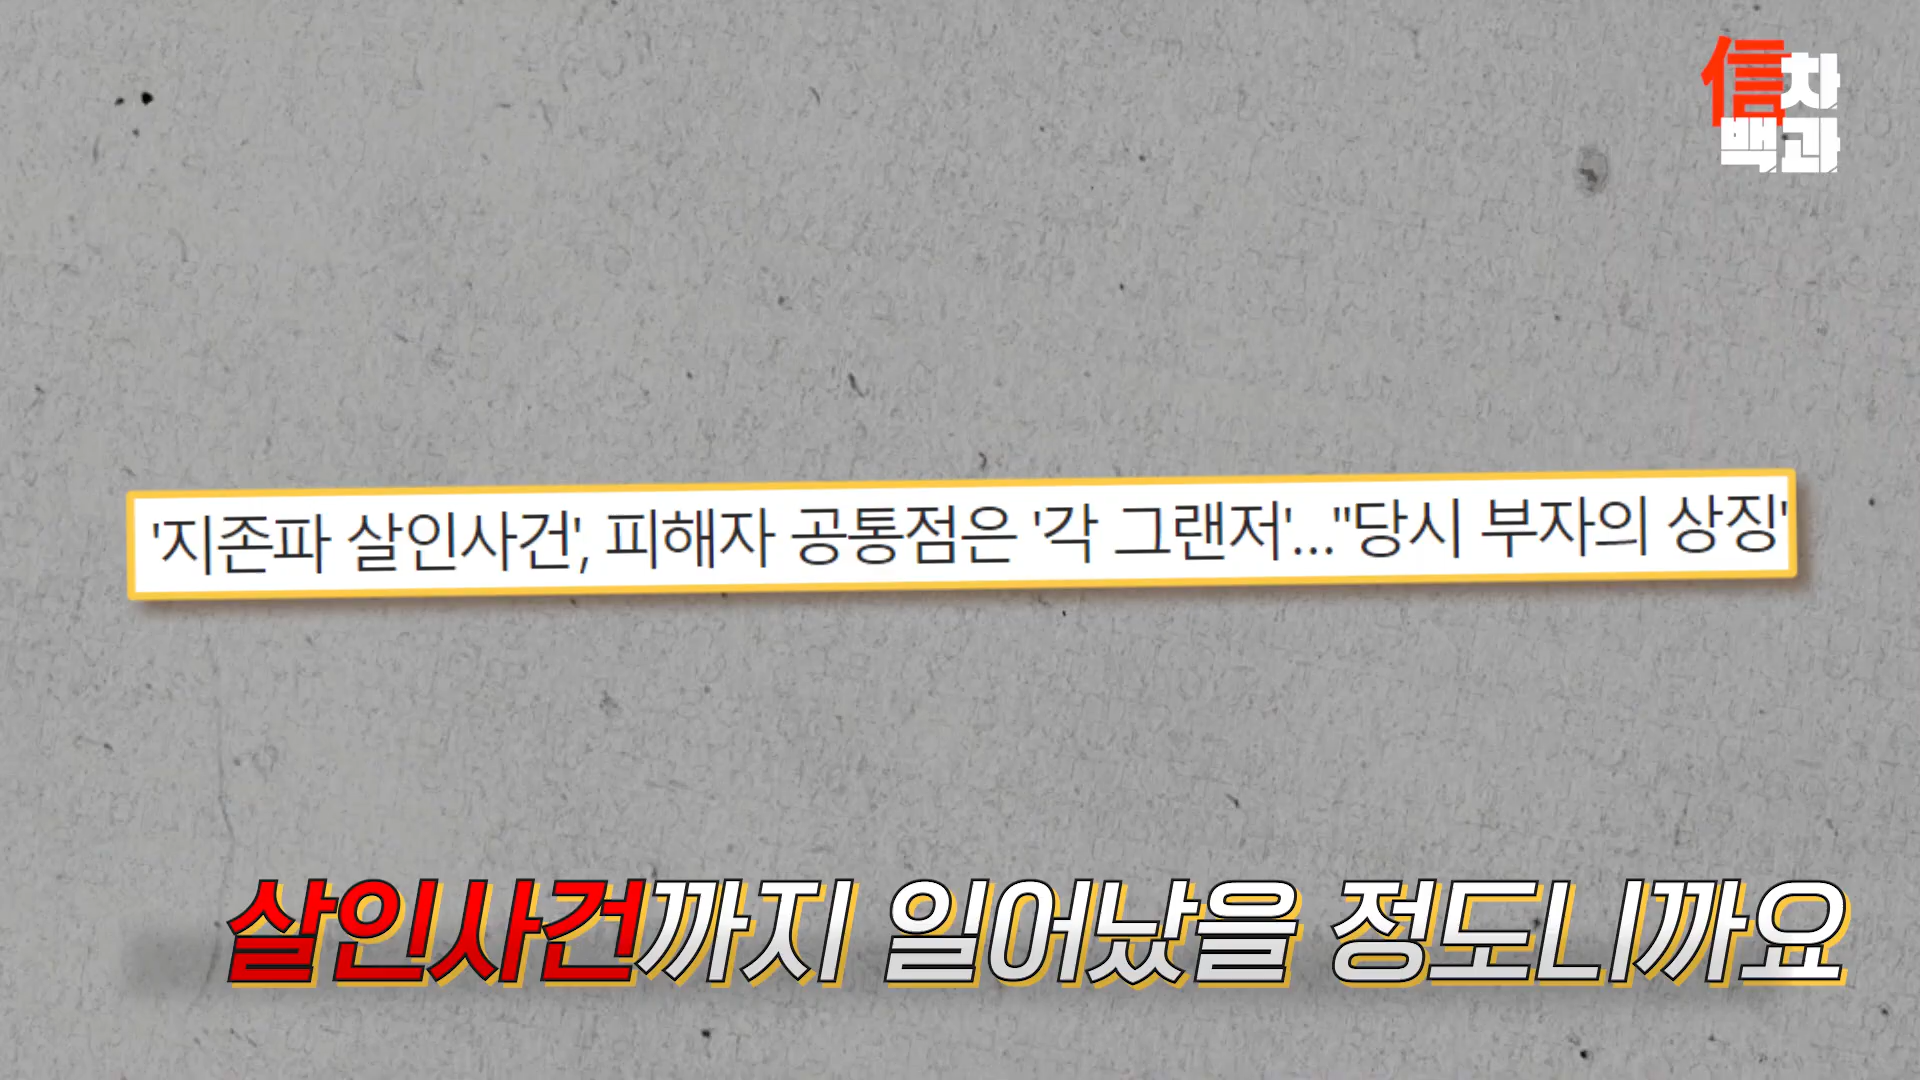 信차
백과
'지존파 살인사건', 피해자 공통점은 '각 그랜저'..."당시 부자의 상징'
살인사건까지 일어났을 정도니까요